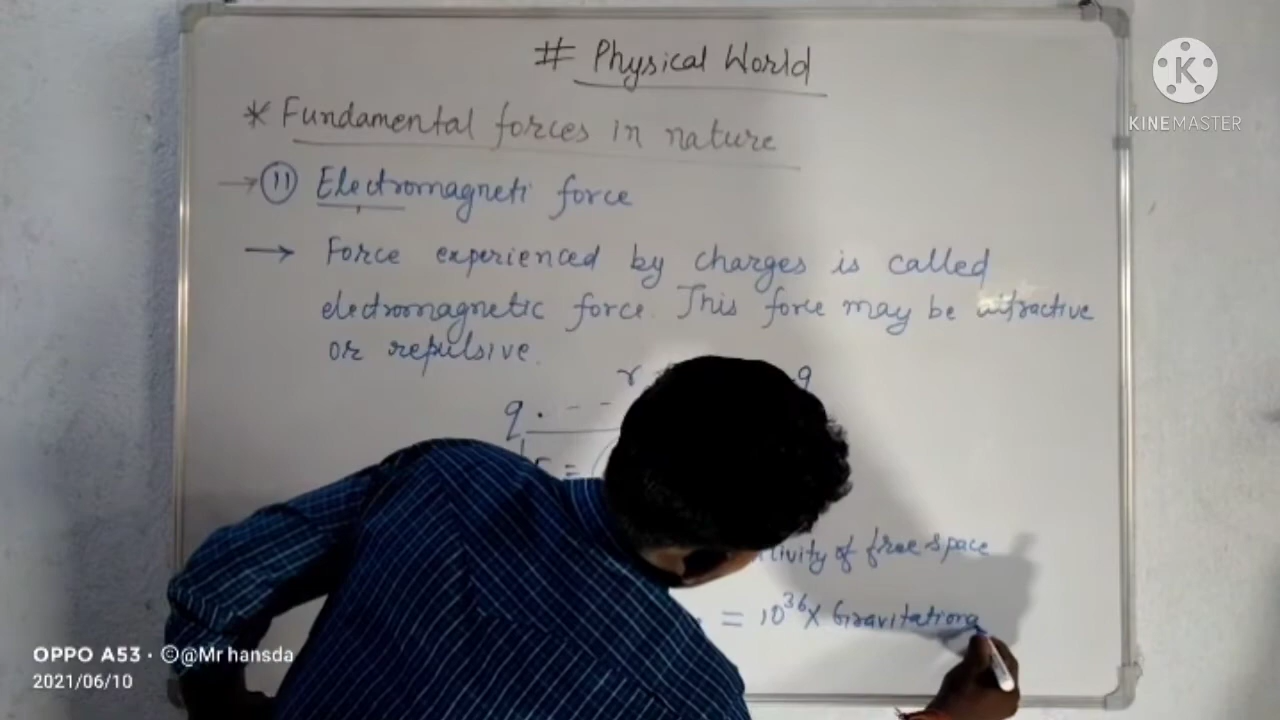 # Physical World
KINEMASTER
* Fundamental forces in nature
→ (11) Electromagneti force
→ Force experienced by charges is called
electromagnetic force. This force may be attractive
or repulsive.
r q
q . - -
=
of free space
= 10^36 X Gravitationa
OPPO A53 · ©@Mr hansda
2021/06/10